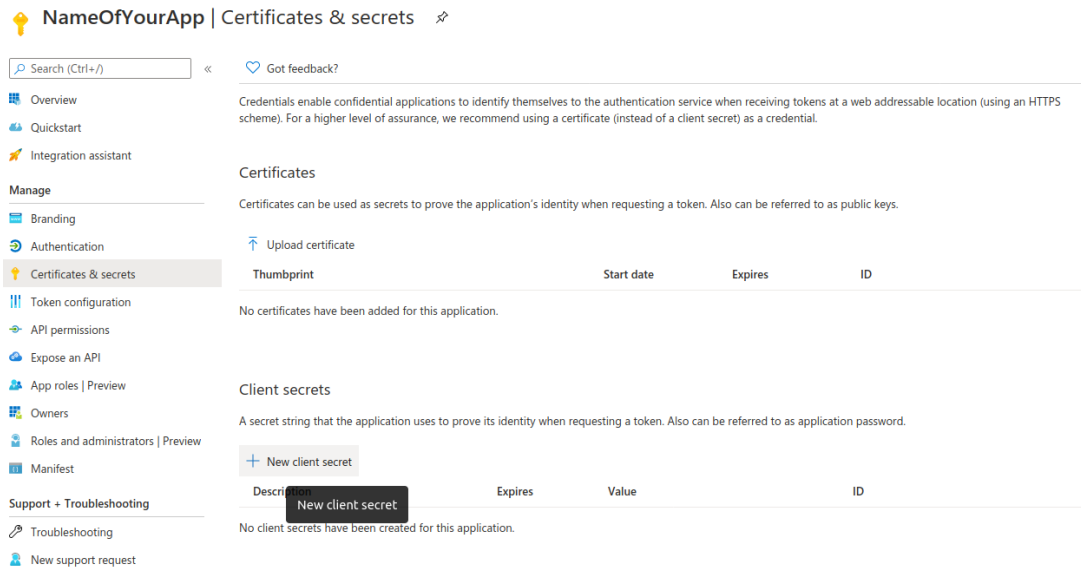 NameOfYourApp | Certificates & secrets
Search (Ctrl+/)
«
Overview
Quickstart
Integration assistant
Manage
Branding
Authentication
Certificates & secrets
Token configuration
API permissions
Expose an API
App roles | Preview
Owners
Roles and administrators | Preview
Manifest
Support + Troubleshooting
Troubleshooting
New support request
Got feedback?
Credentials enable confidential applications to identify themselves to the authentication service when receiving tokens at a web addressable location (using an HTTPS
scheme). For a higher level of assurance, we recommend using a certificate (instead of a client secret) as a credential.
Certificates
Certificates can be used as secrets to prove the application's identity when requesting a token. Also can be referred to as public keys.
Upload certificate
Thumbprint Start date Expires ID
No certificates have been added for this application.
Client secrets
A secret string that the application uses to prove its identity when requesting a token. Also can be referred to as application password.
New client secret
Description Expires Value ID
New client secret
No client secrets have been created for this application.